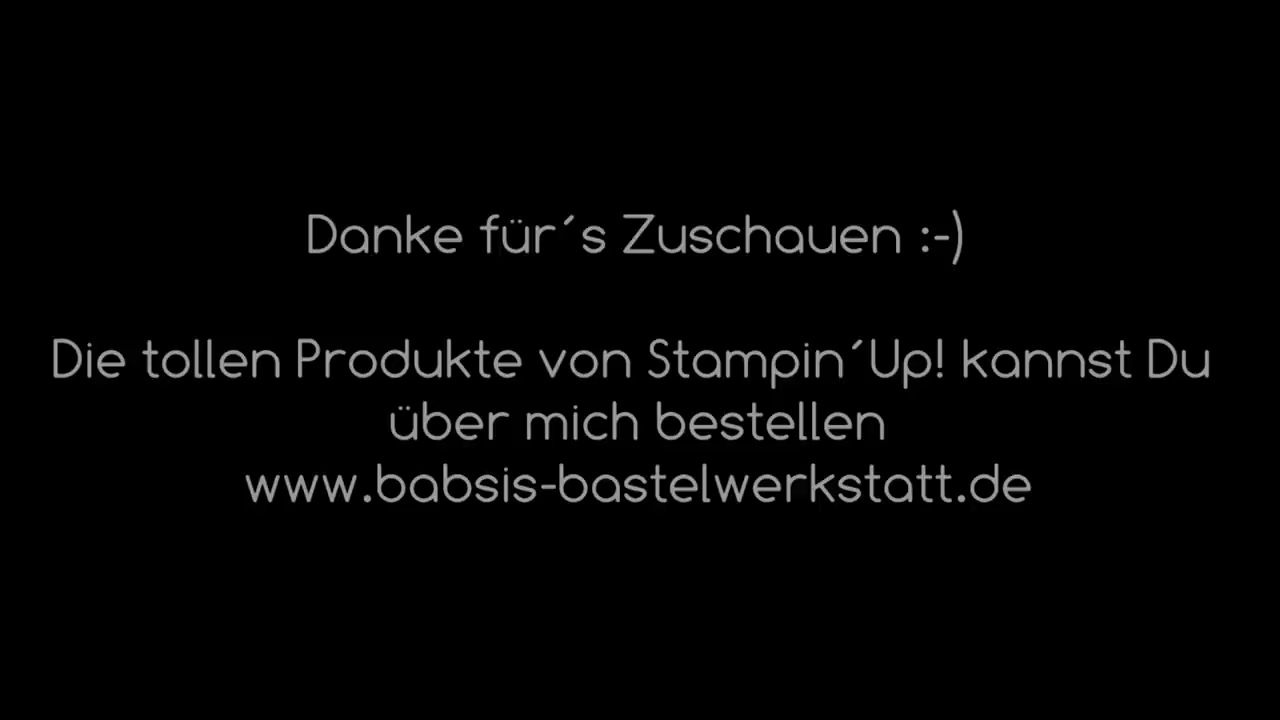 Danke für´s Zuschauen :-)
Die tollen Produkte von Stampin´Up! kannst Du
über mich bestellen
www.babsis-bastelwerkstatt.de